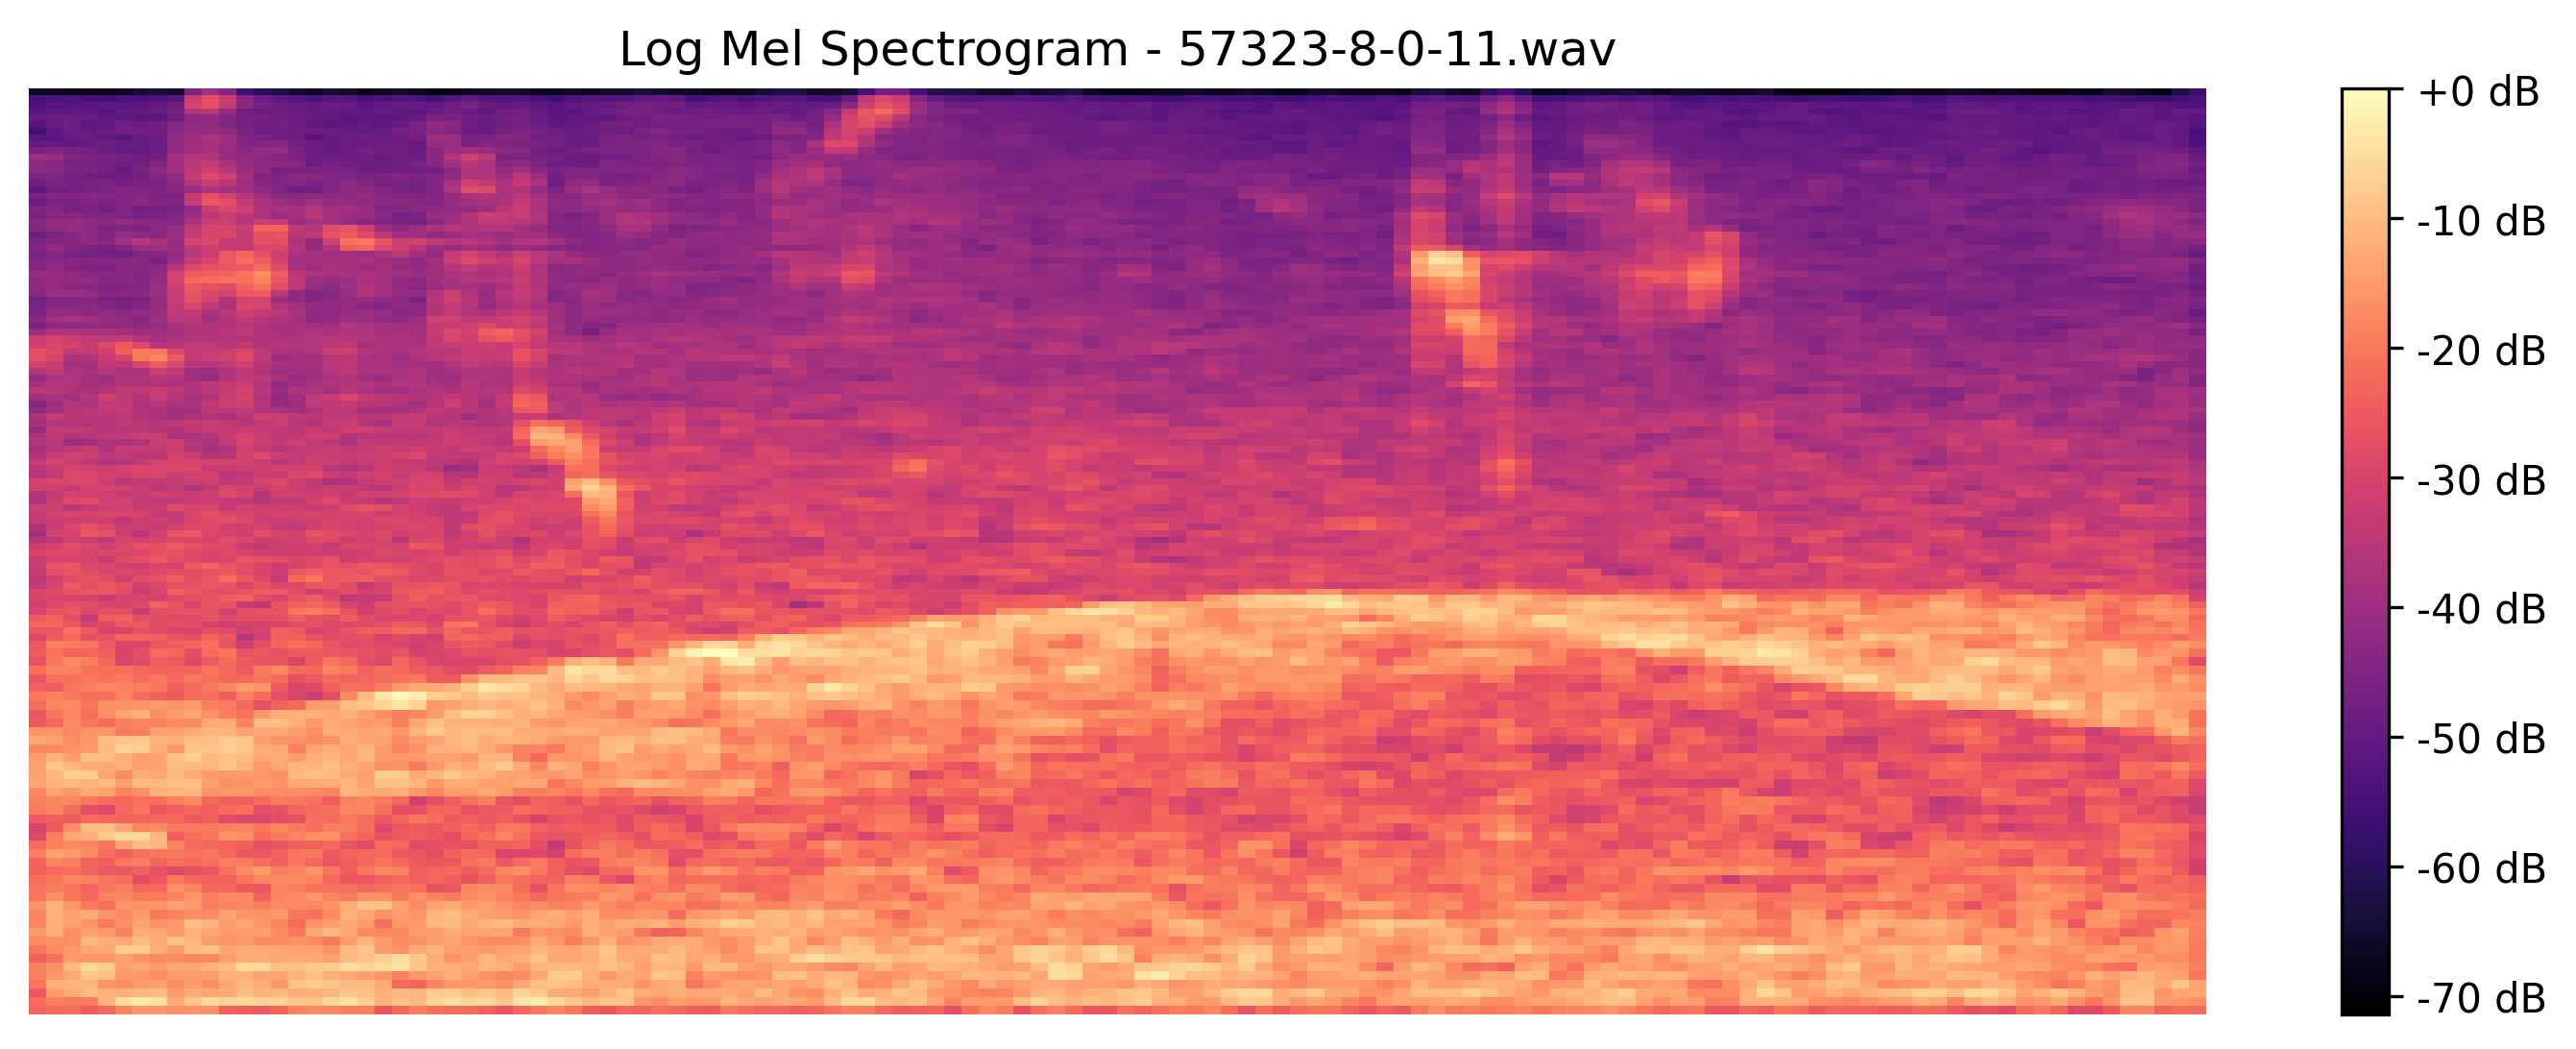 Log Mel Spectrogram - 57323-8-0-11.wav
+0 dB
-10 dB
-20 dB
-30 dB
-40 dB
-50 dB
-60 dB
-70 dB